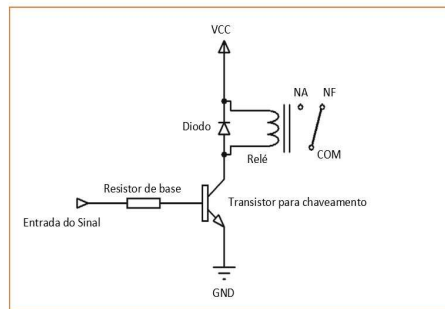 VCC
NA NF
Diodo
COM
Relé
Resistor de base
Transistor para chaveamento
Entrada do Sinal
GND